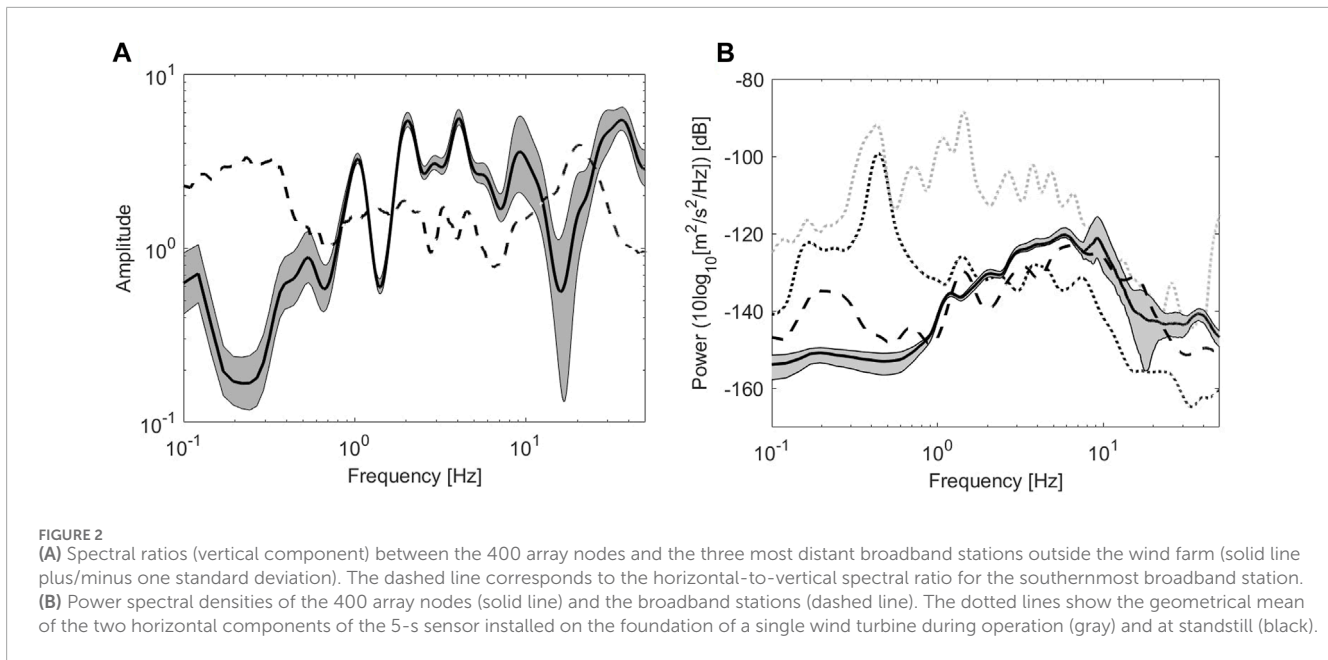 A
B
10^1
10^0
10^-1
Amplitude
10^-1
10^0
10^1
Frequency [Hz]
-80
-100
-120
-140
-160
Power (10log_10[m^2/s^2/Hz]) [dB]
10^-1
10^0
10^1
Frequency [Hz]
FIGURE 2
(A) Spectral ratios (vertical component) between the 400 array nodes and the three most distant broadband stations outside the wind farm (solid line
plus/minus one standard deviation). The dashed line corresponds to the horizontal-to-vertical spectral ratio for the southernmost broadband station.
(B) Power spectral densities of the 400 array nodes (solid line) and the broadband stations (dashed line). The dotted lines show the geometrical mean
of the two horizontal components of the 5-s sensor installed on the foundation of a single wind turbine during operation (gray) and at standstill (black).